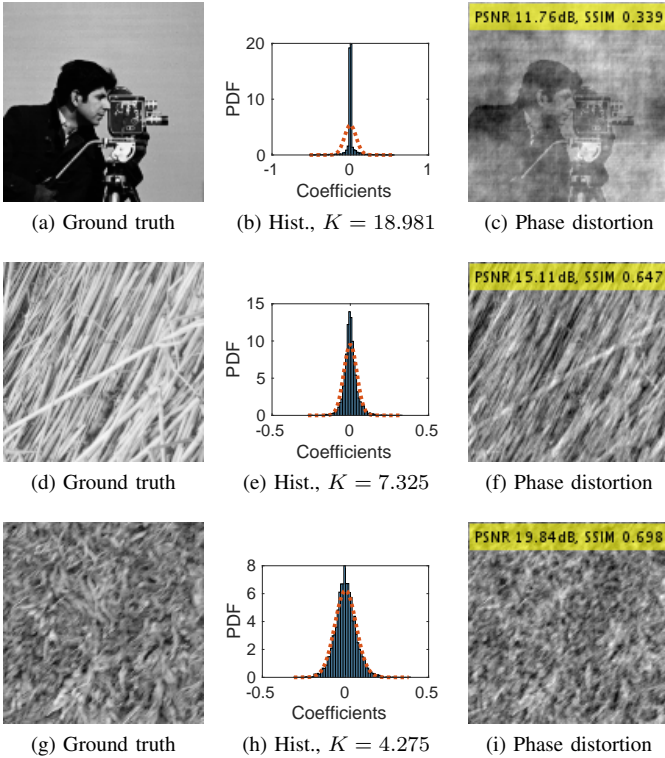 PSNR 11.76dB, SSIM 0.339
20
10
0
-1 0 1
PDF
Coefficients
(a) Ground truth
(b) Hist., K = 18.981
(c) Phase distortion
PSNR 15.11dB, SSIM 0.647
15
10
5
0
-0.5 0 0.5
PDF
Coefficients
(d) Ground truth
(e) Hist., K = 7.325
(f) Phase distortion
PSNR 19.84dB, SSIM 0.698
8
6
4
2
0
-0.5 0 0.5
PDF
Coefficients
(g) Ground truth
(h) Hist., K = 4.275
(i) Phase distortion